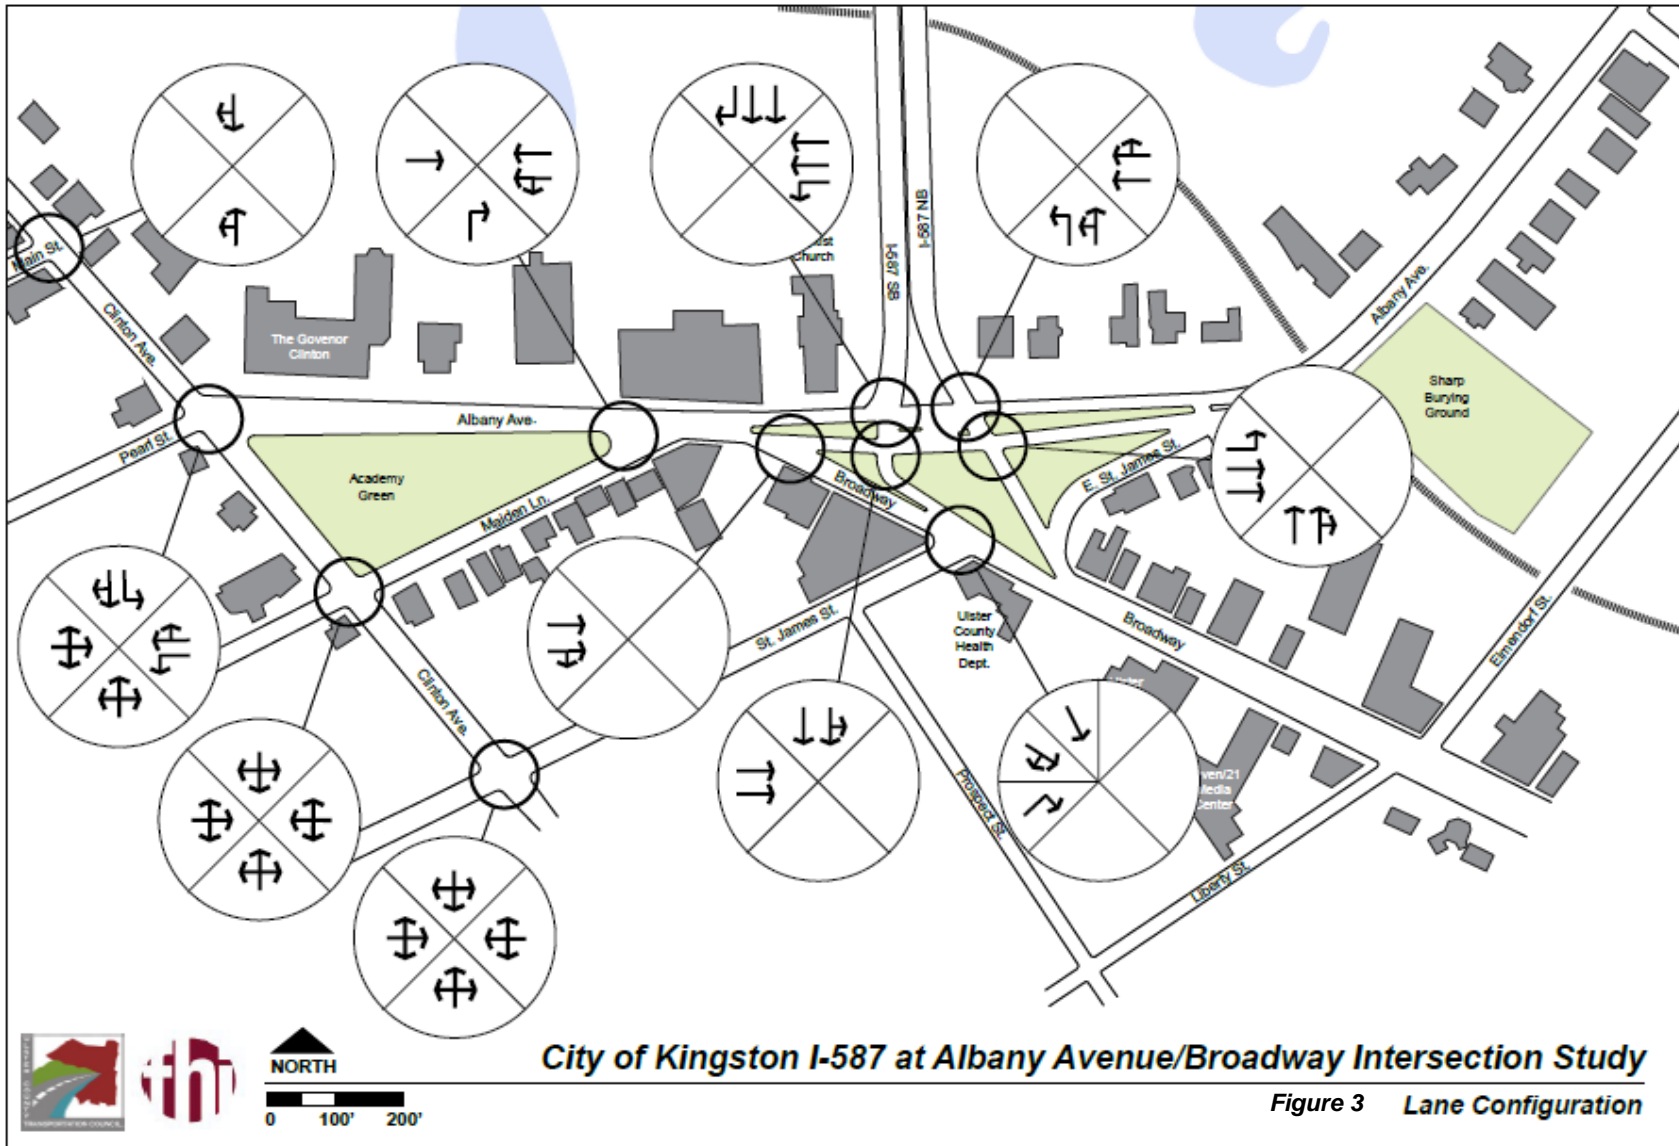 I-587 SB
I-587 NB
Church
Main St.
Clinton Ave.
The Govenor
Clinton
Albany Ave.
Sharp
Burying
Ground
Albany Ave.
Pearl St.
Academy
Green
Maiden Ln.
Broadway
E. St. James St.
St. James St.
Ulster
County
Health
Dept.
Broadway
Elmendorf St.
Clinton Ave.
Prospect St.
Media
Center
Liberty St.
NORTH
0 100' 200'
TRANSPORTATION COUNCIL
fhi
City of Kingston I-587 at Albany Avenue/Broadway Intersection Study
Figure 3 Lane Configuration